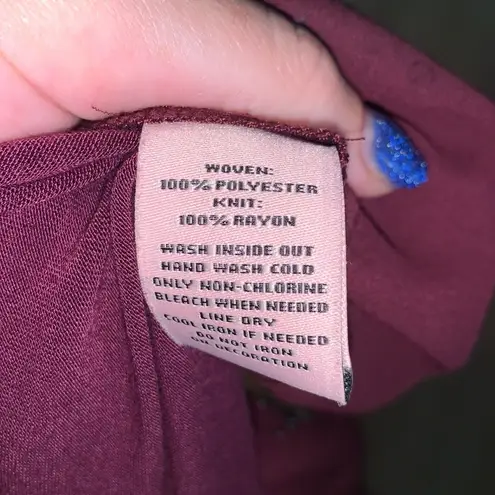 WOVEN:
100% POLYESTER
KNIT:
100% RAYON
WASH INSIDE OUT
HAND WASH COLD
ONLY NON-CHLORINE
BLEACH WHEN NEEDED
LINE DRY
COOL IRON IF NEEDED
DO NOT IRON
ON DECORATION